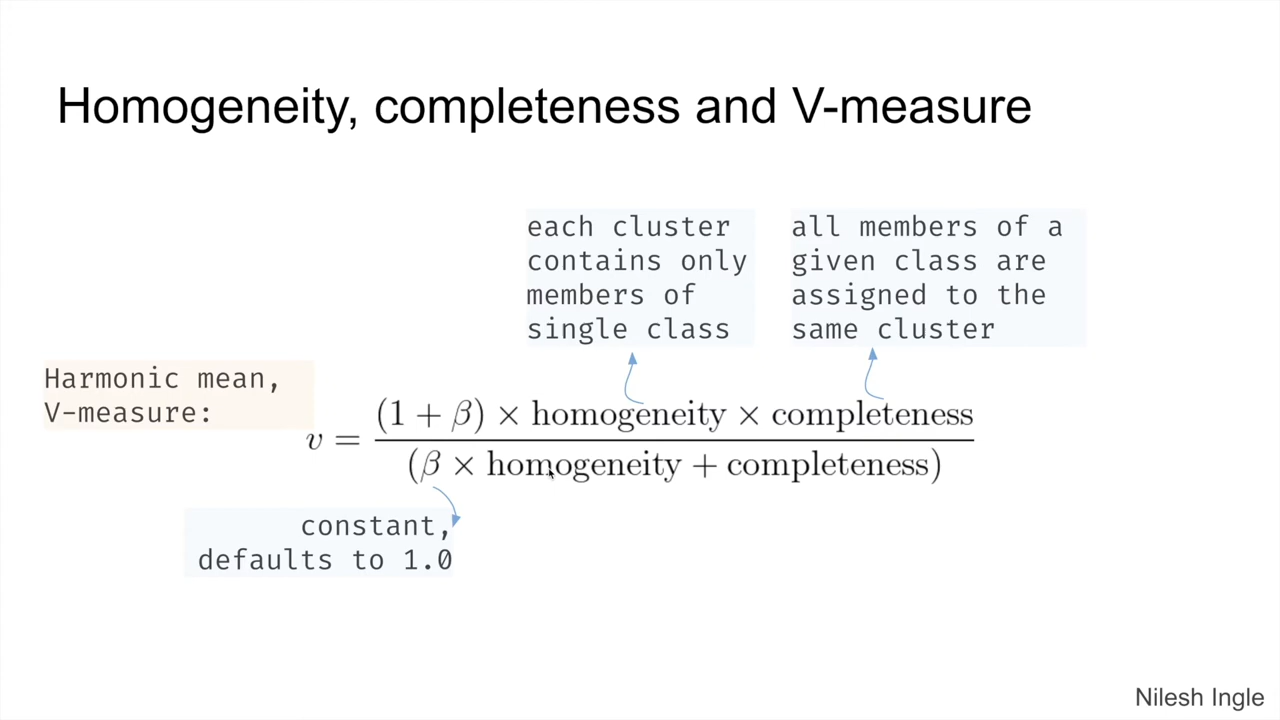 Homogeneity, completeness and V-measure
each cluster
contains only
members of
single class
all members of a
given class are
assigned to the
same cluster
Harmonic mean,
V-measure:
v = (1 + β) × homogeneity × completeness
(β × homogeneity + completeness)
constant,
defaults to 1.0
Nilesh Ingle